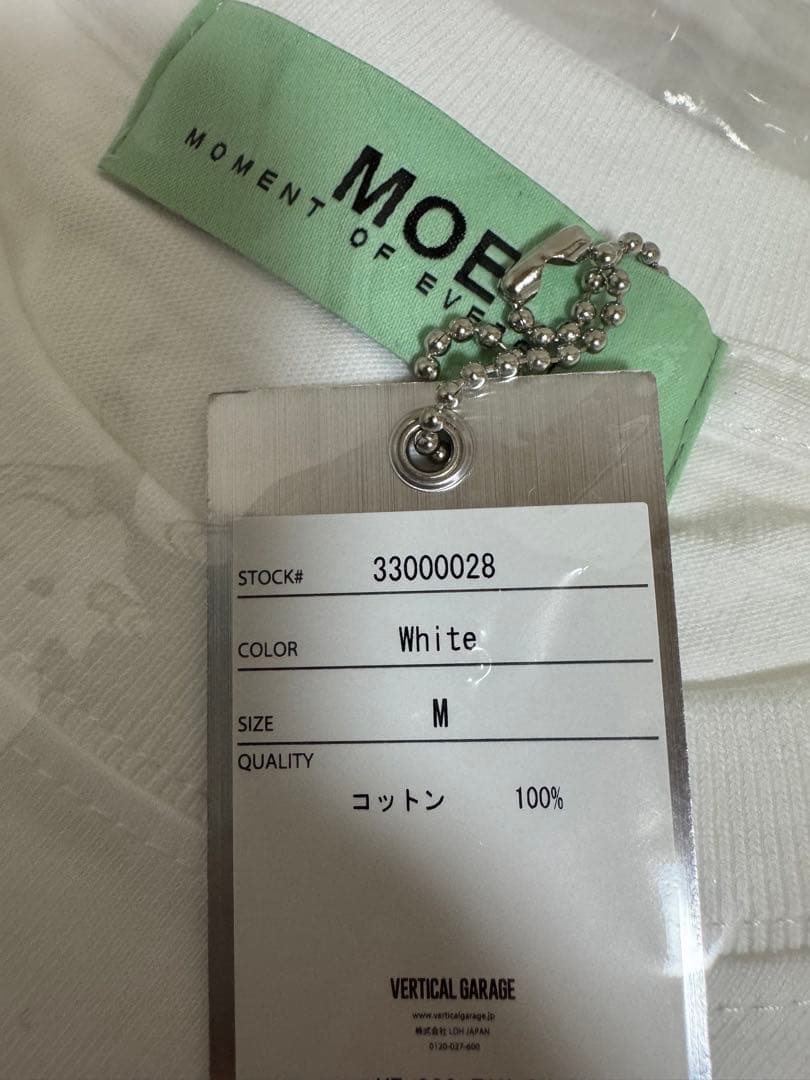 MOE
MOMENT OF
STOCK# 33000028
COLOR White
SIZE M
QUALITY
コットン 100%
VERTICAL GARAGE
www.verticalgarage.jp
株式会社 LDH JAPAN
0120-027-600